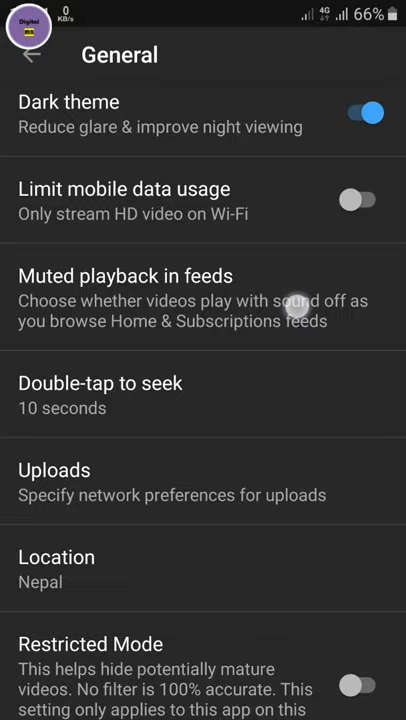 Digital
0
KB/s
4G
66%
General
Dark theme
Reduce glare & improve night viewing
Limit mobile data usage
Only stream HD video on Wi-Fi
Muted playback in feeds
Choose whether videos play with sound off as
you browse Home & Subscriptions feeds
Double-tap to seek
10 seconds
Uploads
Specify network preferences for uploads
Location
Nepal
Restricted Mode
This helps hide potentially mature
videos. No filter is 100% accurate. This
setting only applies to this app on this